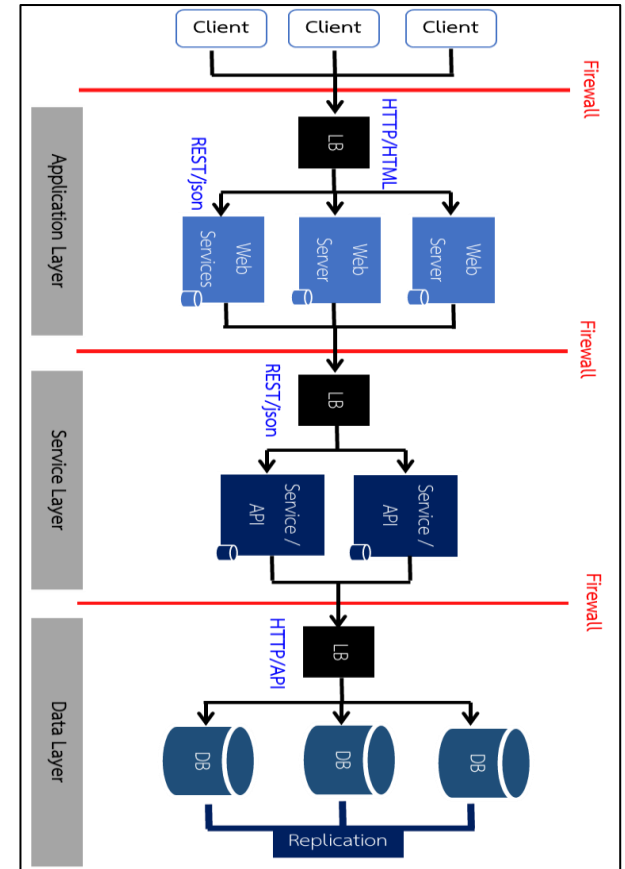 Client
Client
Client
Firewall
LB
HTTP/HTML
REST/json
Application Layer
Web
Services
Web
Server
Web
Server
Firewall
LB
REST/json
Service Layer
Service /
API
Service /
API
Firewall
LB
HTTP/API
Data Layer
DB
DB
DB
Replication